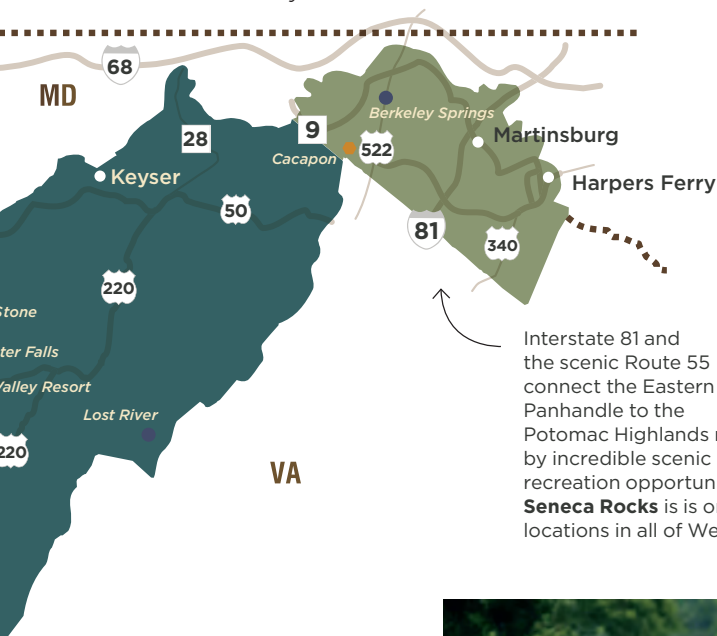 68
MD
Berkeley Springs
9
28
Martinsburg
522
Cacapon
Keyser
Harpers Ferry
50
81
340
220
Stone
ter Falls
Valley Resort
Lost River
220
VA
Interstate 81 and
the scenic Route 55
connect the Eastern
Panhandle to the
Potomac Highlands
by incredible scenic
recreation opportun
Seneca Rocks is is o
locations in all of We